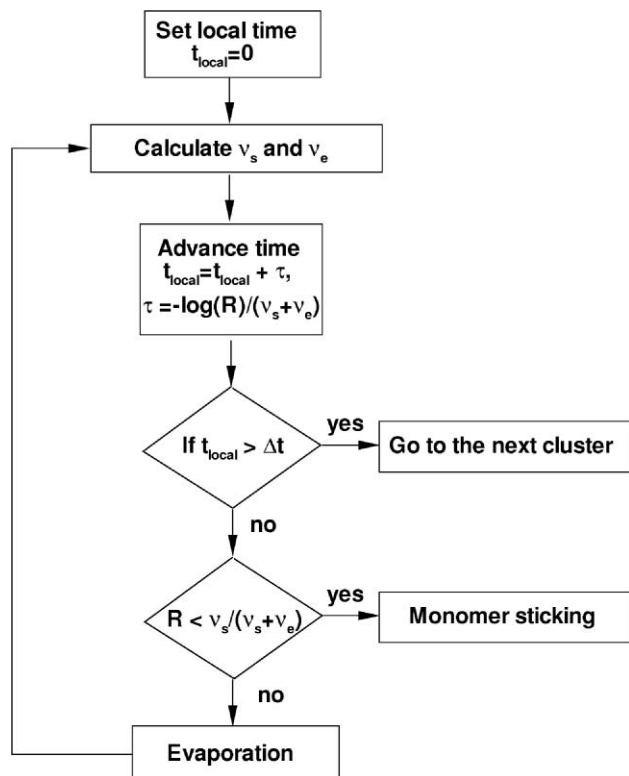 Set local time
t_local=0
Calculate ν_s and ν_e
Advance time
t_local=t_local + τ,
τ =-log(R)/(ν_s+ν_e)
If t_local > Δt
yes
Go to the next cluster
no
R < ν_s/(ν_s+ν_e)
yes
Monomer sticking
no
Evaporation